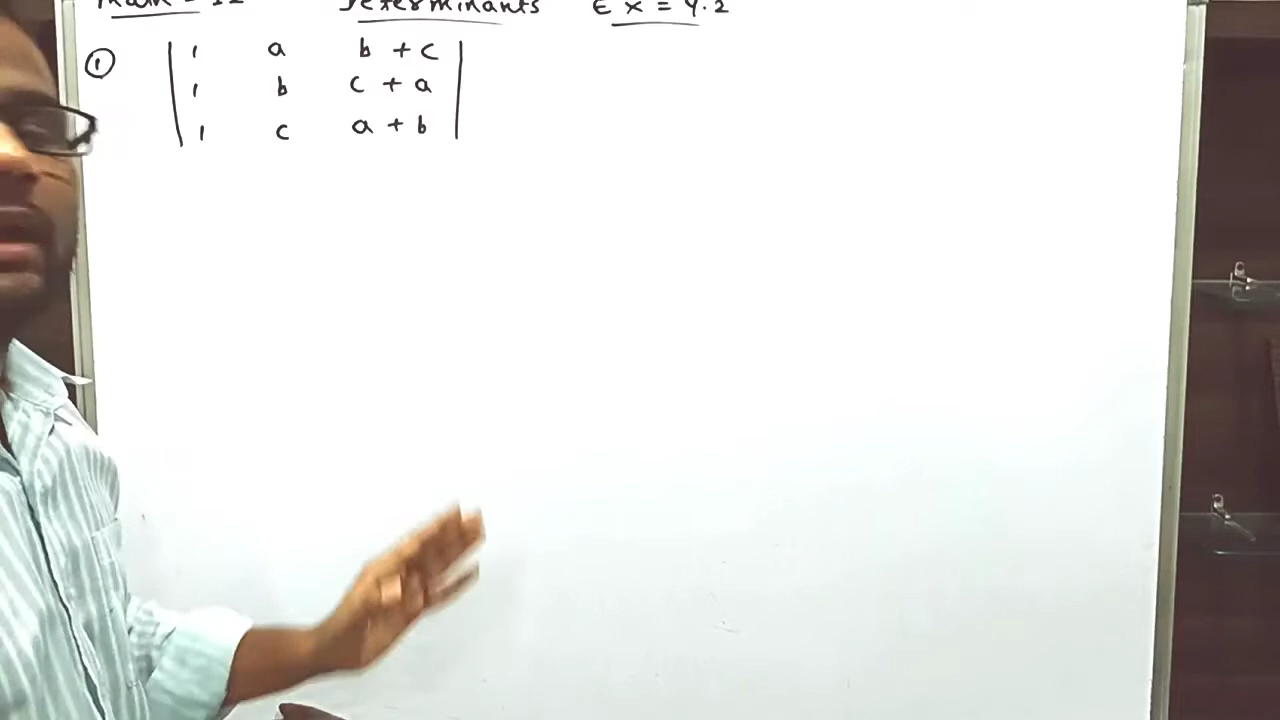 Determinants Ex = 4.2
① | 1 a b + c |
| 1 b c + a |
| 1 c a + b |